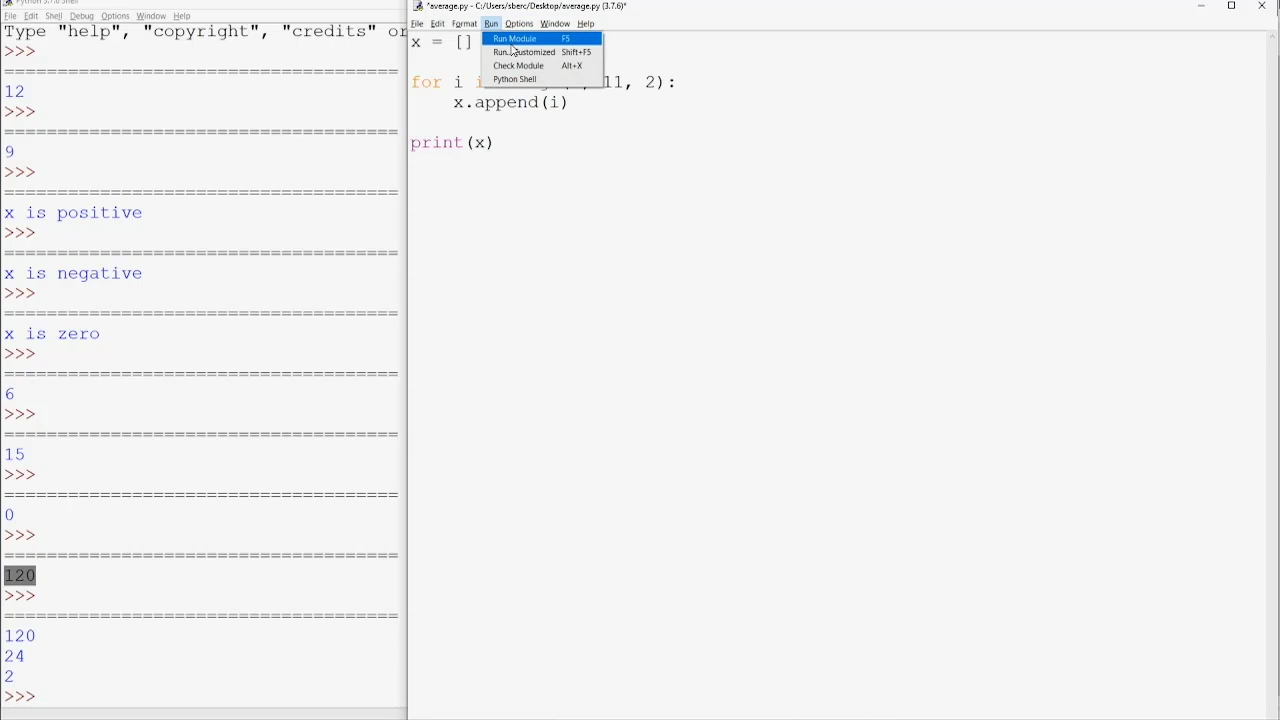 Python 3.7.6 Shell
File Edit Shell Debug Options Window Help
Type "help", "copyright", "credits" or
>>>
======================================
12
>>>
======================================
9
>>>
======================================
x is positive
>>>
======================================
x is negative
>>>
======================================
x is zero
>>>
======================================
6
>>>
======================================
15
>>>
======================================
0
>>>
======================================
120
>>>
======================================
120
24
2
>>>
*average.py - C:/Users/sberc/Desktop/average.py (3.7.6)*
File Edit Format Run Options Window Help
Run Module F5
Run... Customized Shift+F5
Check Module Alt+X
Python Shell
x = []
for i i 11, 2):
x.append(i)
print(x)